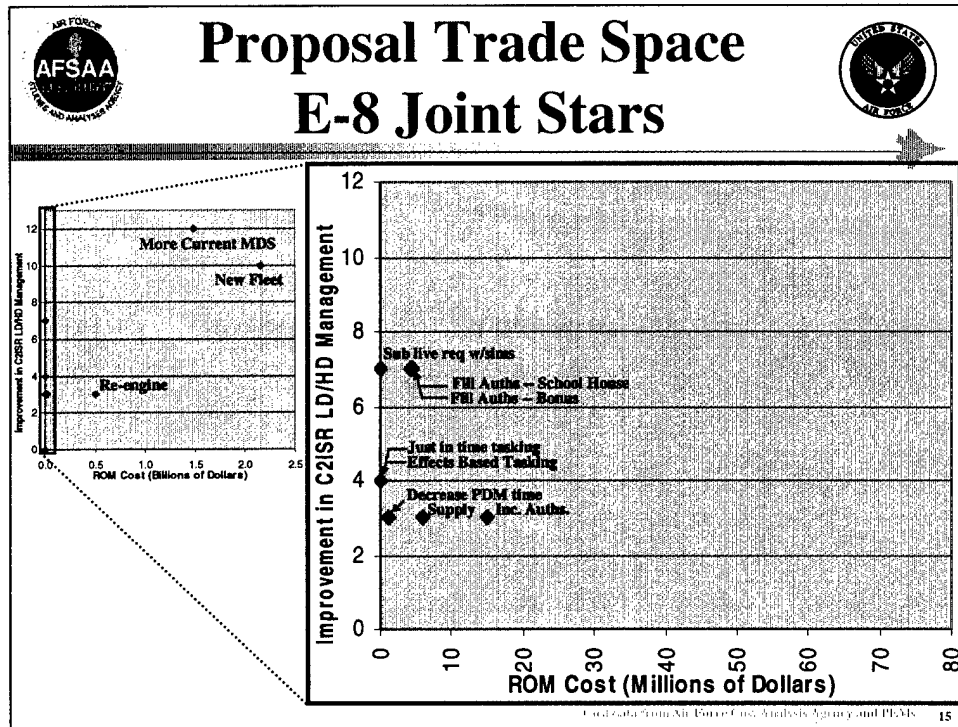 Proposal Trade Space
E-8 Joint Stars
AIR FORCE
AFSAA
STUDIES AND ANALYSES AGENCY
UNITED STATES
AIR FORCE
Improvement in C2ISR LD/HD Management
12
10
8
6
4
2
0
More Current MDS
New Fleet
Re-engine
0.0 0.5 1.0 1.5 2.0 2.5
ROM Cost (Billions of Dollars)
Improvement in C2ISR LD/HD Management
12
10
8
6
4
2
0
Sub live req w/sims
Fill Auths – School House
Fill Auths – Bonus
Just in time tasking
Effects Based Tasking
Decrease PDM time
Supply Inc. Auths.
0 10 20 30 40 50 60 70 80
ROM Cost (Millions of Dollars)
from Air Force Cost Analysis Agency and PEMs
15